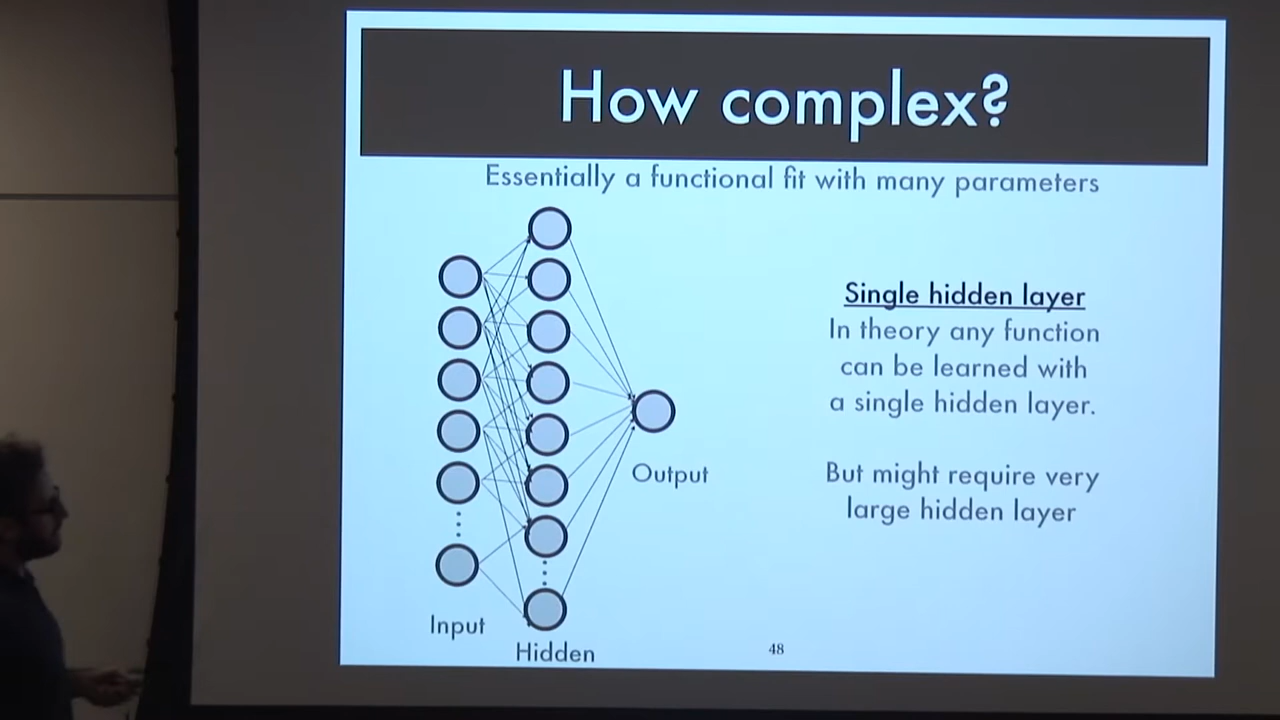 How complex?
Essentially a functional fit with many parameters
Single hidden layer
In theory any function
can be learned with
a single hidden layer.
But might require very
large hidden layer
Output
Input
Hidden
48